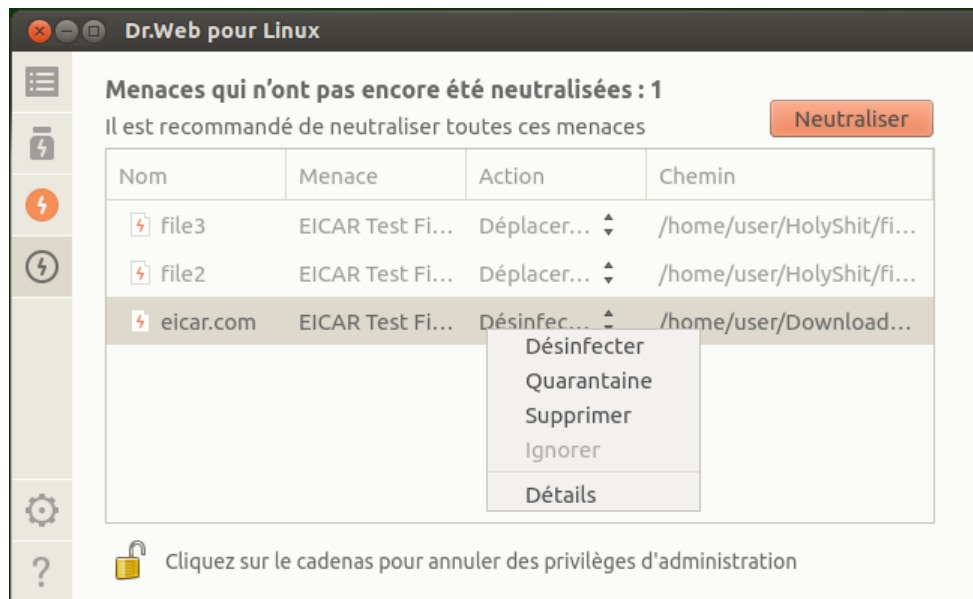 Dr.Web pour Linux
Menaces qui n’ont pas encore été neutralisées : 1
Il est recommandé de neutraliser toutes ces menaces
Neutraliser
Nom Menace Action Chemin
file3 EICAR Test Fi... Déplacer... /home/user/HolyShit/fi...
file2 EICAR Test Fi... Déplacer... /home/user/HolyShit/fi...
eicar.com EICAR Test Fi... Désinfec... /home/user/Download...
Désinfecter
Quarantaine
Supprimer
Ignorer
Détails
?
Cliquez sur le cadenas pour annuler des privilèges d'administration